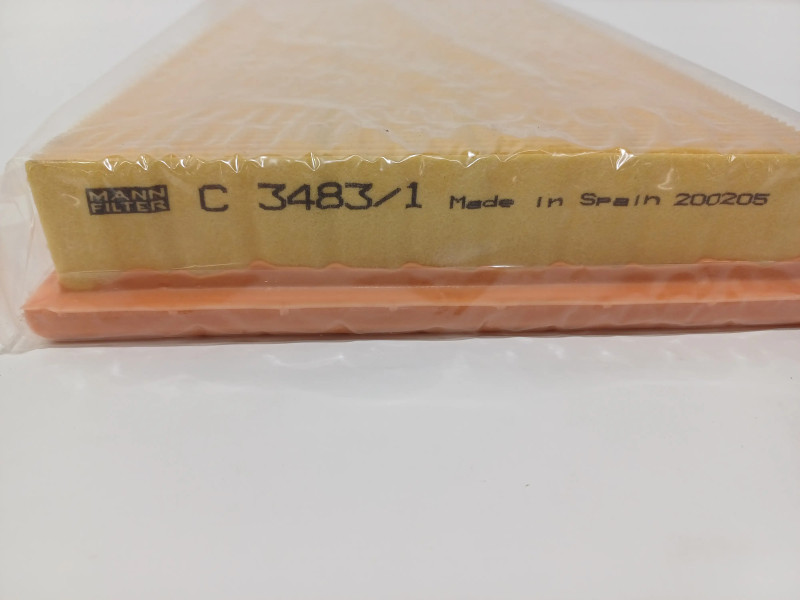 MANN
FILTER
C 3483/1 Made in Spain 200205